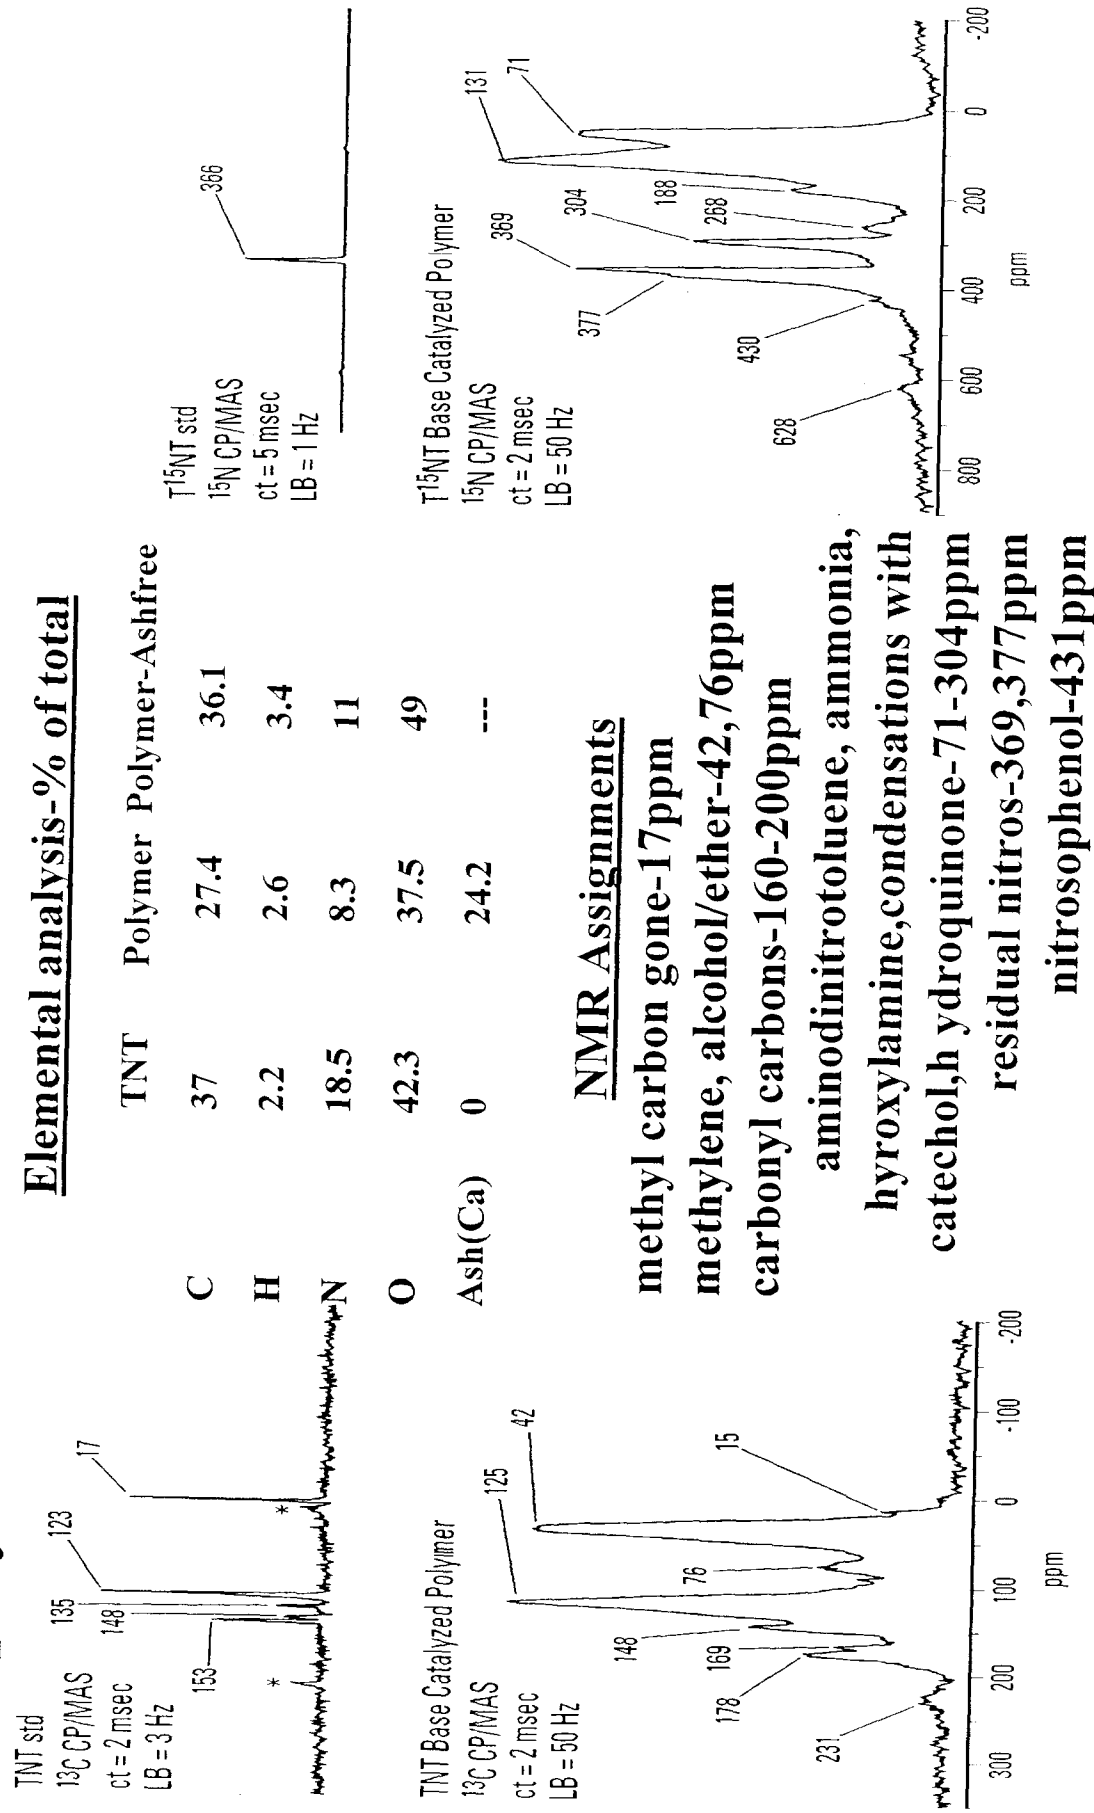 TNT std
13C CP/MAS
ct = 2 msec
LB = 3 Hz
153
148
135
123
17
*
*
Elemental analysis-% of total
TNT Polymer Polymer-Ashfree
C 37 27.4 36.1
H 2.2 2.6 3.4
N 18.5 8.3 11
O 42.3 37.5 49
Ash(Ca) 0 24.2 ---
T15NT std
15N CP/MAS
ct = 5 msec
LB = 1 Hz
366
TNT Base Catalyzed Polymer
13C CP/MAS
ct = 2 msec
LB = 50 Hz
231
178
169
148
76
125
42
15
300 200 100 0 -100 -200
ppm
NMR Assignments
methyl carbon gone-17ppm
methylene, alcohol/ether-42,76ppm
carbonyl carbons-160-200ppm
aminodinitrotoluene, ammonia,
hyroxylamine,condensations with
catechol,h ydroquinone-71-304ppm
residual nitros-369,377ppm
nitrosophenol-431ppm
T15NT Base Catalyzed Polymer
15N CP/MAS
ct = 2 msec
LB = 50 Hz
628
430
377
369
304
268
188
131
71
800 600 400 200 0 -200
ppm